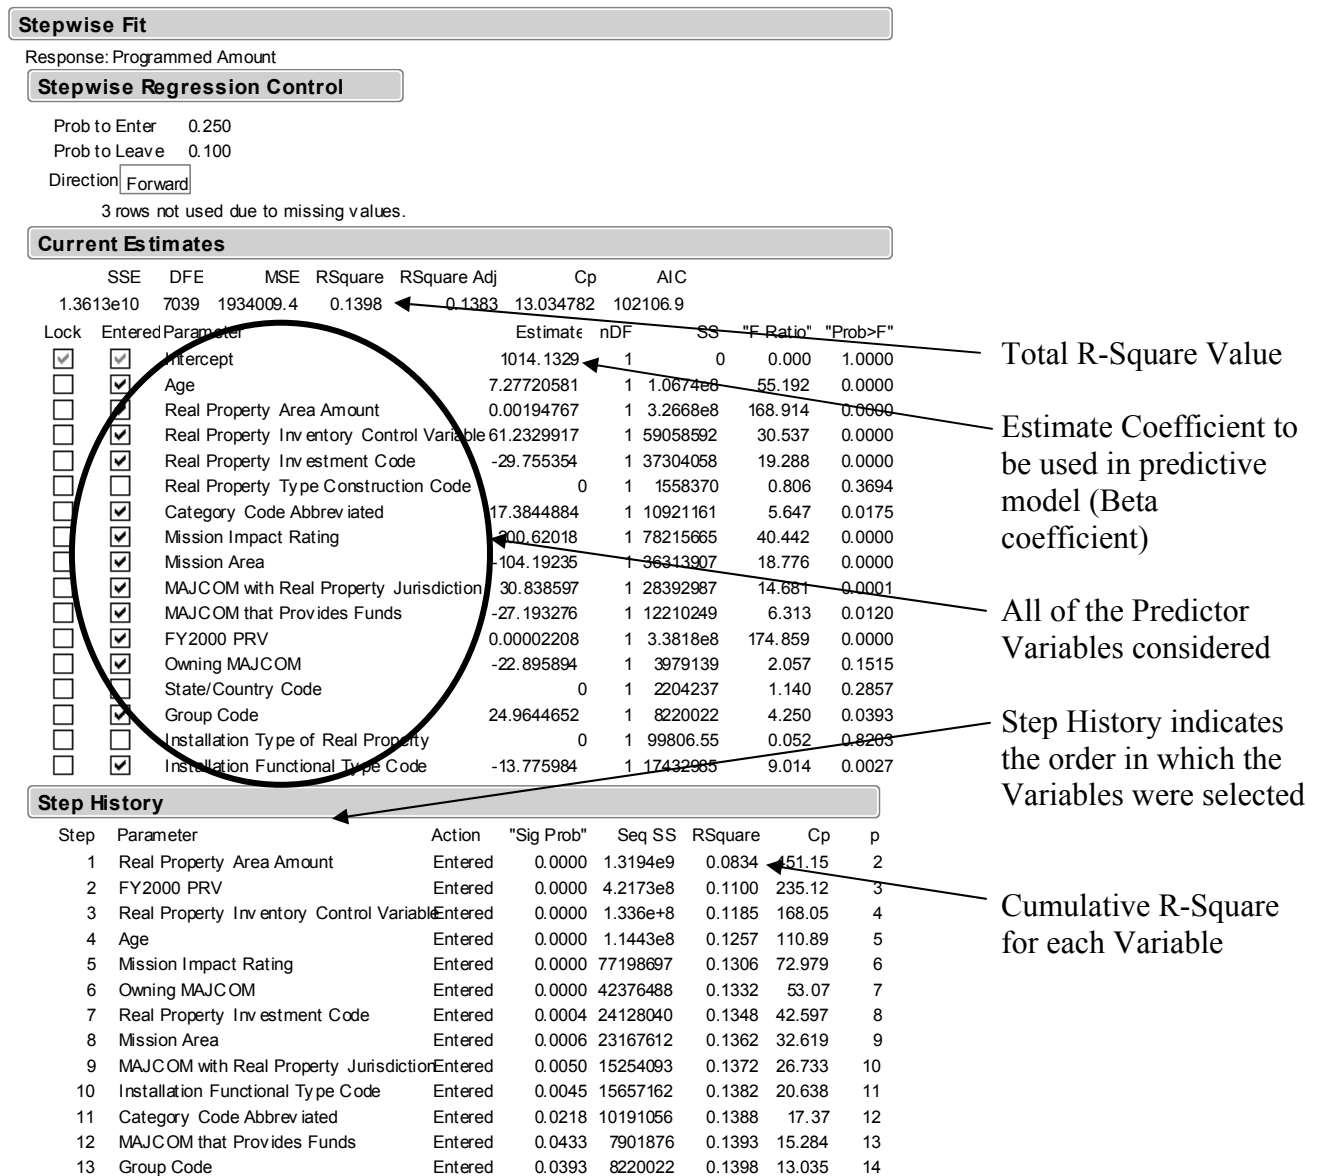 Stepwise Fit
Response: Programmed Amount
Stepwise Regression Control
Prob to Enter 0.250
Prob to Leave 0.100
Direction Forward
3 rows not used due to missing values.
Current Estimates
SSE DFE MSE RSquare RSquare Adj Cp AIC
1.3613e10 7039 1934009.4 0.1398 0.1383 13.034782 102106.9
Lock Entered Parameter Estimate nDF SS "F Ratio" "Prob>F"
Intercept 1014.1329 1 0 0.000 1.0000
Age 7.27720581 1 1.0674e8 55.192 0.0000
Real Property Area Amount 0.00194767 1 3.2668e8 168.914 0.0000
Real Property Inventory Control Variable 61.2329917 1 59058592 30.537 0.0000
Real Property Investment Code -29.755354 1 37304058 19.288 0.0000
Real Property Type Construction Code 0 1 1558370 0.806 0.3694
Category Code Abbreviated 17.3844884 1 10921161 5.647 0.0175
Mission Impact Rating 200.62018 1 78215665 40.442 0.0000
Mission Area -104.19235 1 36313907 18.776 0.0000
MAJCOM with Real Property Jurisdiction 30.838597 1 28392987 14.681 0.0001
MAJCOM that Provides Funds -27.193276 1 12210249 6.313 0.0120
FY2000 PRV 0.00002208 1 3.3818e8 174.859 0.0000
Owning MAJCOM -22.895894 1 3979139 2.057 0.1515
State/Country Code 0 1 2204237 1.140 0.2857
Group Code 24.9644652 1 8220022 4.250 0.0393
Installation Type of Real Property 0 1 99806.55 0.052 0.8203
Installation Functional Type Code -13.775984 1 17432985 9.014 0.0027
Step History
Step Parameter Action "Sig Prob" Seq SS RSquare Cp p
1 Real Property Area Amount Entered 0.0000 1.3194e9 0.0834 451.15 2
2 FY2000 PRV Entered 0.0000 4.2173e8 0.1100 235.12 3
3 Real Property Inventory Control Variable Entered 0.0000 1.336e+8 0.1185 168.05 4
4 Age Entered 0.0000 1.1443e8 0.1257 110.89 5
5 Mission Impact Rating Entered 0.0000 77198697 0.1306 72.979 6
6 Owning MAJCOM Entered 0.0000 42376488 0.1332 53.07 7
7 Real Property Investment Code Entered 0.0004 24128040 0.1348 42.597 8
8 Mission Area Entered 0.0006 23167612 0.1362 32.619 9
9 MAJCOM with Real Property Jurisdiction Entered 0.0050 15254093 0.1372 26.733 10
10 Installation Functional Type Code Entered 0.0045 15657162 0.1382 20.638 11
11 Category Code Abbreviated Entered 0.0218 10191056 0.1388 17.37 12
12 MAJCOM that Provides Funds Entered 0.0433 7901876 0.1393 15.284 13
13 Group Code Entered 0.0393 8220022 0.1398 13.035 14
Total R-Square Value
Estimate Coefficient to
be used in predictive
model (Beta
coefficient)
All of the Predictor
Variables considered
Step History indicates
the order in which the
Variables were selected
Cumulative R-Square
for each Variable